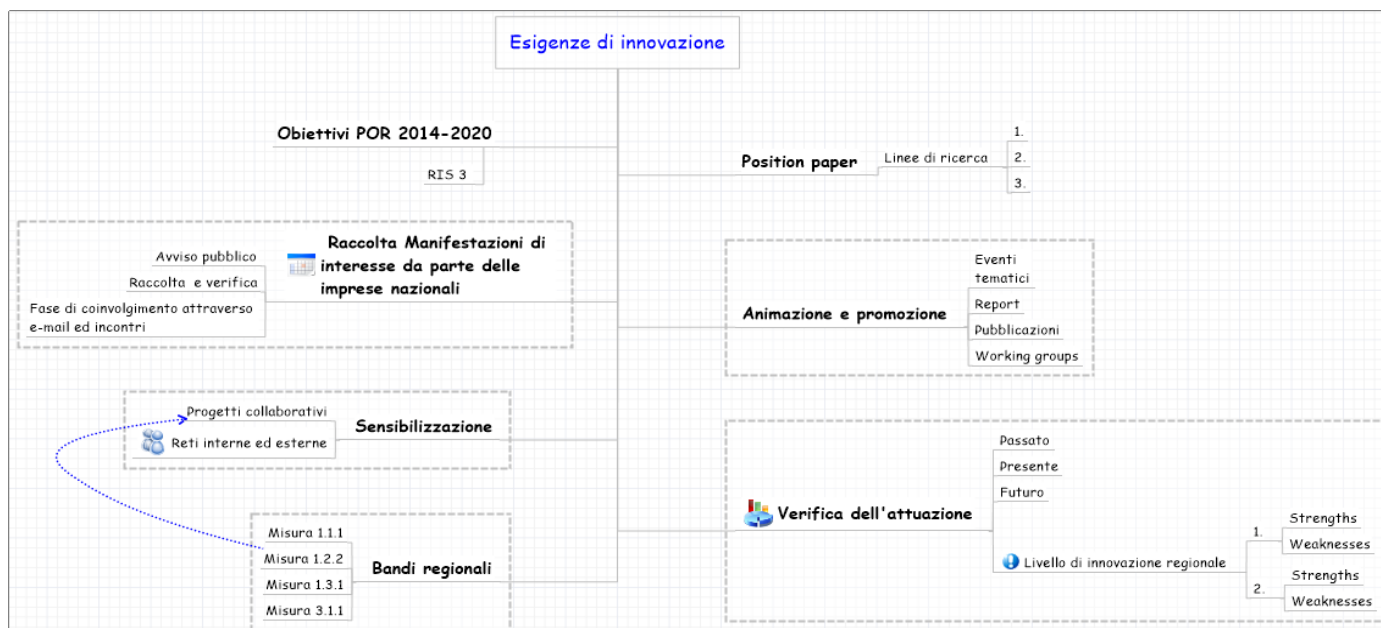 Esigenze di innovazione
Obiettivi POR 2014-2020
RIS 3
Raccolta Manifestazioni di
interesse da parte delle
imprese nazionali
Avviso pubblico
Raccolta e verifica
Fase di coinvolgimento attraverso
e-mail ed incontri
Sensibilizzazione
Progetti collaborativi
Reti interne ed esterne
Bandi regionali
Misura 1.1.1
Misura 1.2.2
Misura 1.3.1
Misura 3.1.1
Position paper
Linee di ricerca
1.
2.
3.
Animazione e promozione
Eventi
tematici
Report
Pubblicazioni
Working groups
Verifica dell'attuazione
Passato
Presente
Futuro
Livello di innovazione regionale
1.
Strengths
Weaknesses
2.
Strengths
Weaknesses